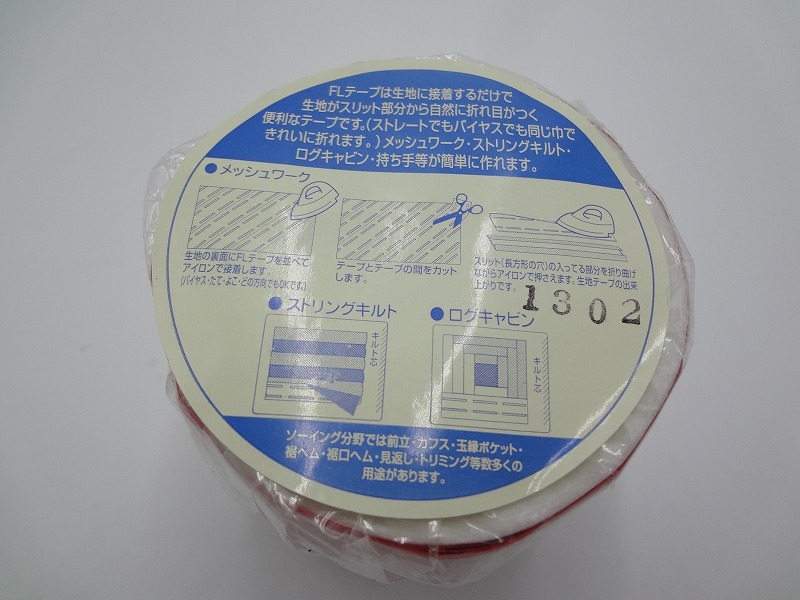 FLテープは生地に接着するだけで
生地がスリット部分から自然に折れ目がつく
便利なテープです。(ストレートでもバイヤスでも同じ巾で
きれいに折れます。)メッシュワーク・ストリングキルト・
ログキャビン・持ち手等が簡単に作れます。
●メッシュワーク
生地の裏面にFLテープを並べて
アイロンで接着します。
(バイヤス・たて・よこ・どの方向でもOKです。)
テープとテープの間をカット
します。
スリット(長方形の穴)の入ってる部分を折り曲げ
ながらアイロンで押さえます。生地テープの出来
上がりです。
1302
●ストリングキルト
キルト芯
●ログキャビン
キルト芯
ソーイング分野では前立・カフス・玉縁ポケット・
裾ヘム・裾口ヘム・見返し・トリミング等数多くの
用途があります。